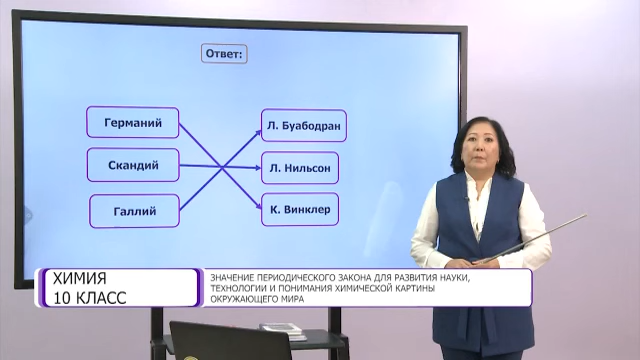 Ответ:
Германий
Л. Буабодран
Скандий
Л. Нильсон
Галлий
К. Винклер
ХИМИЯ
10 КЛАСС
ЗНАЧЕНИЕ ПЕРИОДИЧЕСКОГО ЗАКОНА ДЛЯ РАЗВИТИЯ НАУКИ,
ТЕХНОЛОГИИ И ПОНИМАНИЯ ХИМИЧЕСКОЙ КАРТИНЫ
ОКРУЖАЮЩЕГО МИРА